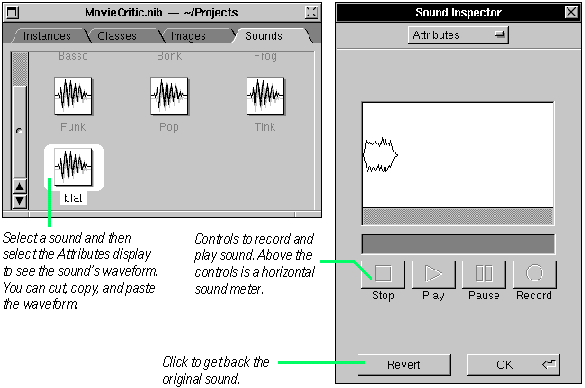 MovieCritic.nib — ~/Projects
Instances Classes Images Sounds
Basso Bonk Frog
Funk Pop Tink
Select a sound and then
select the Attributes display
to see the sound's waveform.
You can cut, copy, and paste
the waveform.
Controls to record and
play sound. Above the
controls is a horizontal
sound meter.
Click to get back the
original sound.
Sound Inspector
Attributes
Stop Play Pause Record
Revert OK